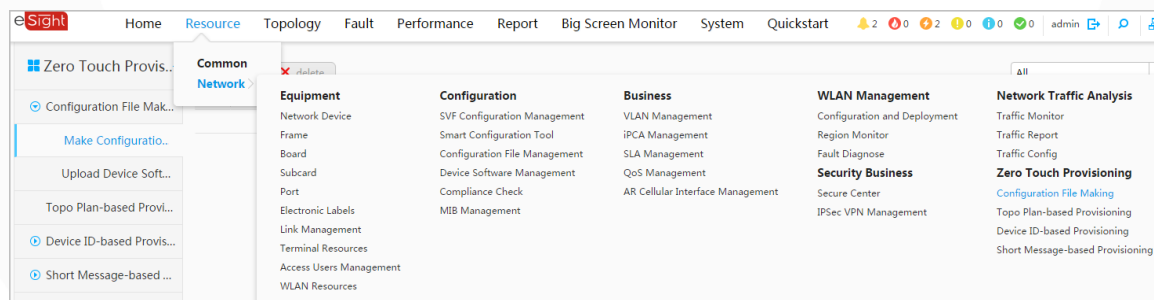 eSight Home Resource Topology Fault Performance Report Big Screen Monitor System Quickstart 2 0 2 0 0 0 admin
Zero Touch Provis..
Common
Network
delete
All
Configuration File Mak...
Make Configuratio..
Upload Device Soft...
Topo Plan-based Provi...
Device ID-based Provis...
Short Message-based ...
Equipment
Network Device
Frame
Board
Subcard
Port
Electronic Labels
Link Management
Terminal Resources
Access Users Management
WLAN Resources
Configuration
SVF Configuration Management
Smart Configuration Tool
Configuration File Management
Device Software Management
Compliance Check
MIB Management
Business
VLAN Management
iPCA Management
SLA Management
QoS Management
AR Cellular Interface Management
WLAN Management
Configuration and Deployment
Region Monitor
Fault Diagnose
Security Business
Secure Center
IPSec VPN Management
Network Traffic Analysis
Traffic Monitor
Traffic Report
Traffic Config
Zero Touch Provisioning
Configuration File Making
Topo Plan-based Provisioning
Device ID-based Provisioning
Short Message-based Provisioning